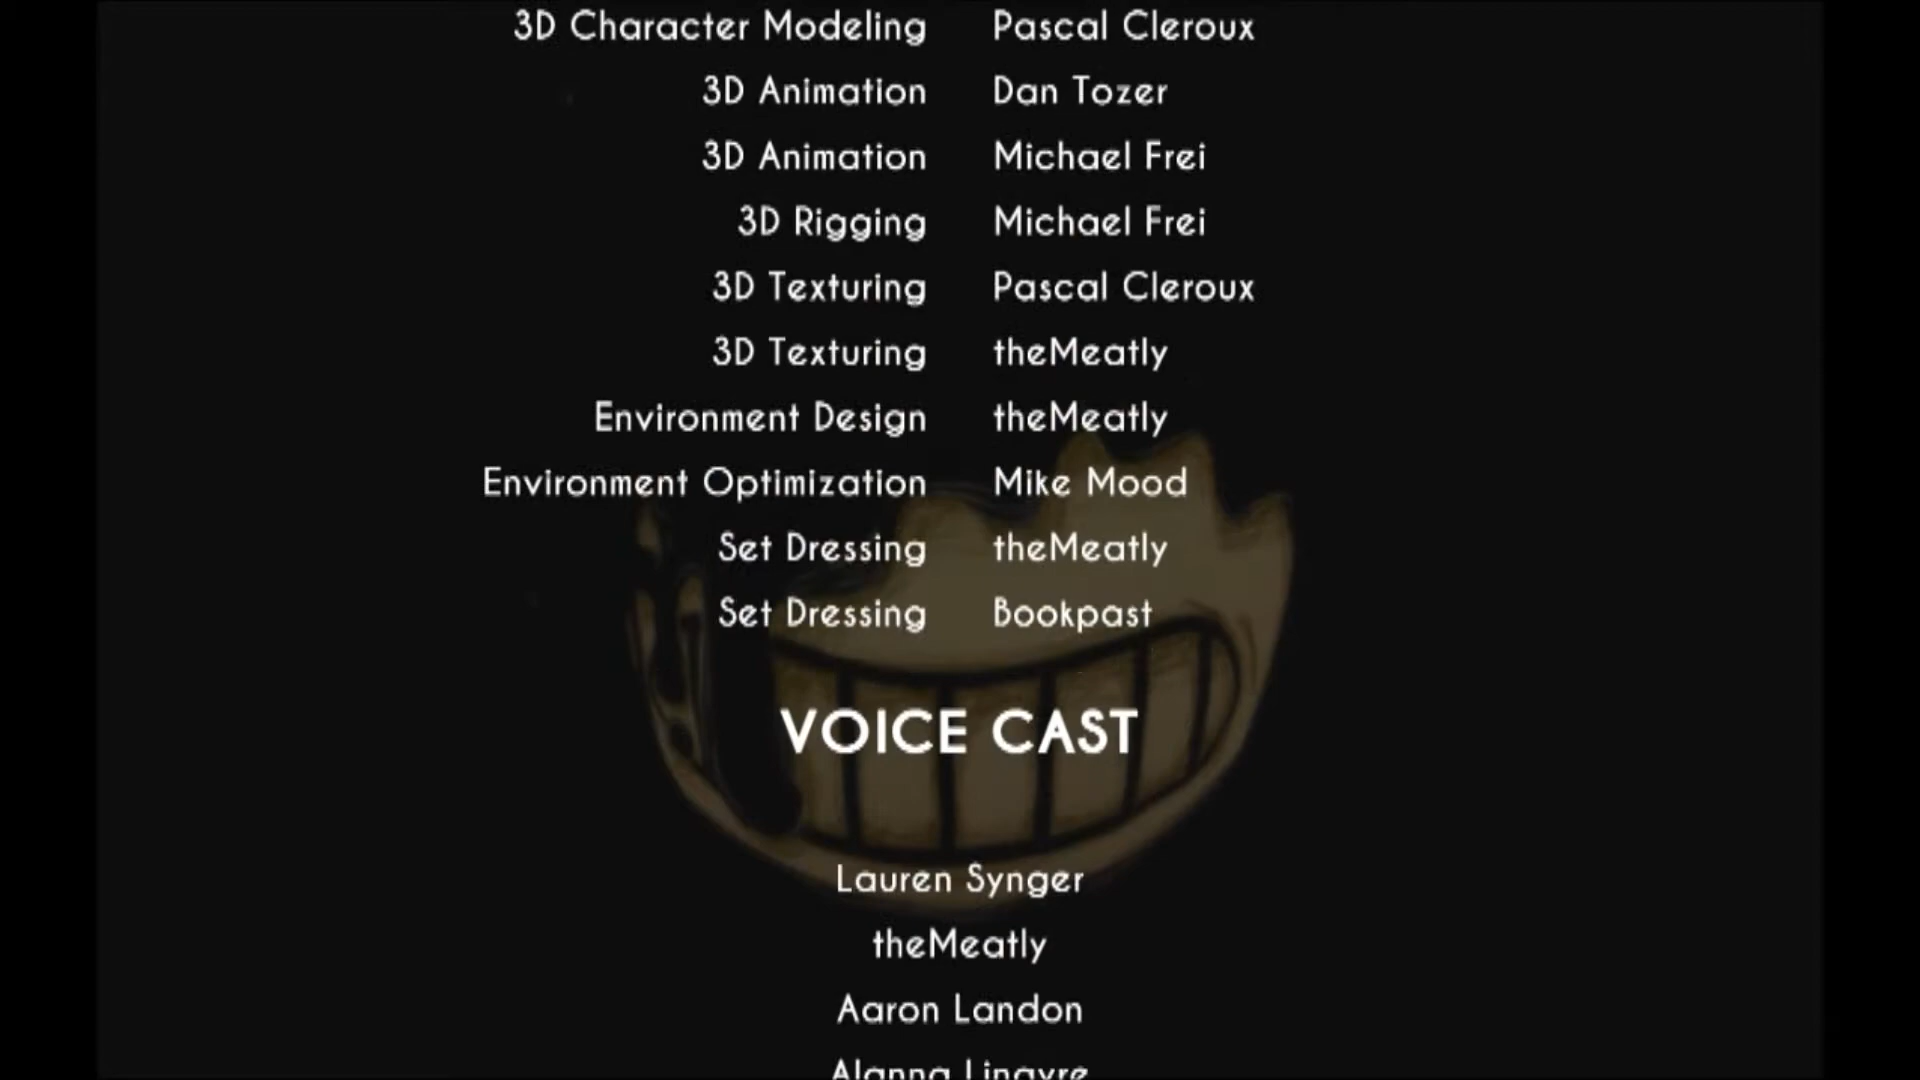 3D Character Modeling Pascal Cleroux
3D Animation Dan Tozer
3D Animation Michael Frei
3D Rigging Michael Frei
3D Texturing Pascal Cleroux
3D Texturing theMeatly
Environment Design theMeatly
Environment Optimization Mike Mood
Set Dressing theMeatly
Set Dressing Bookpast
VOICE CAST
Lauren Synger
theMeatly
Aaron Landon
Alanna Linayre